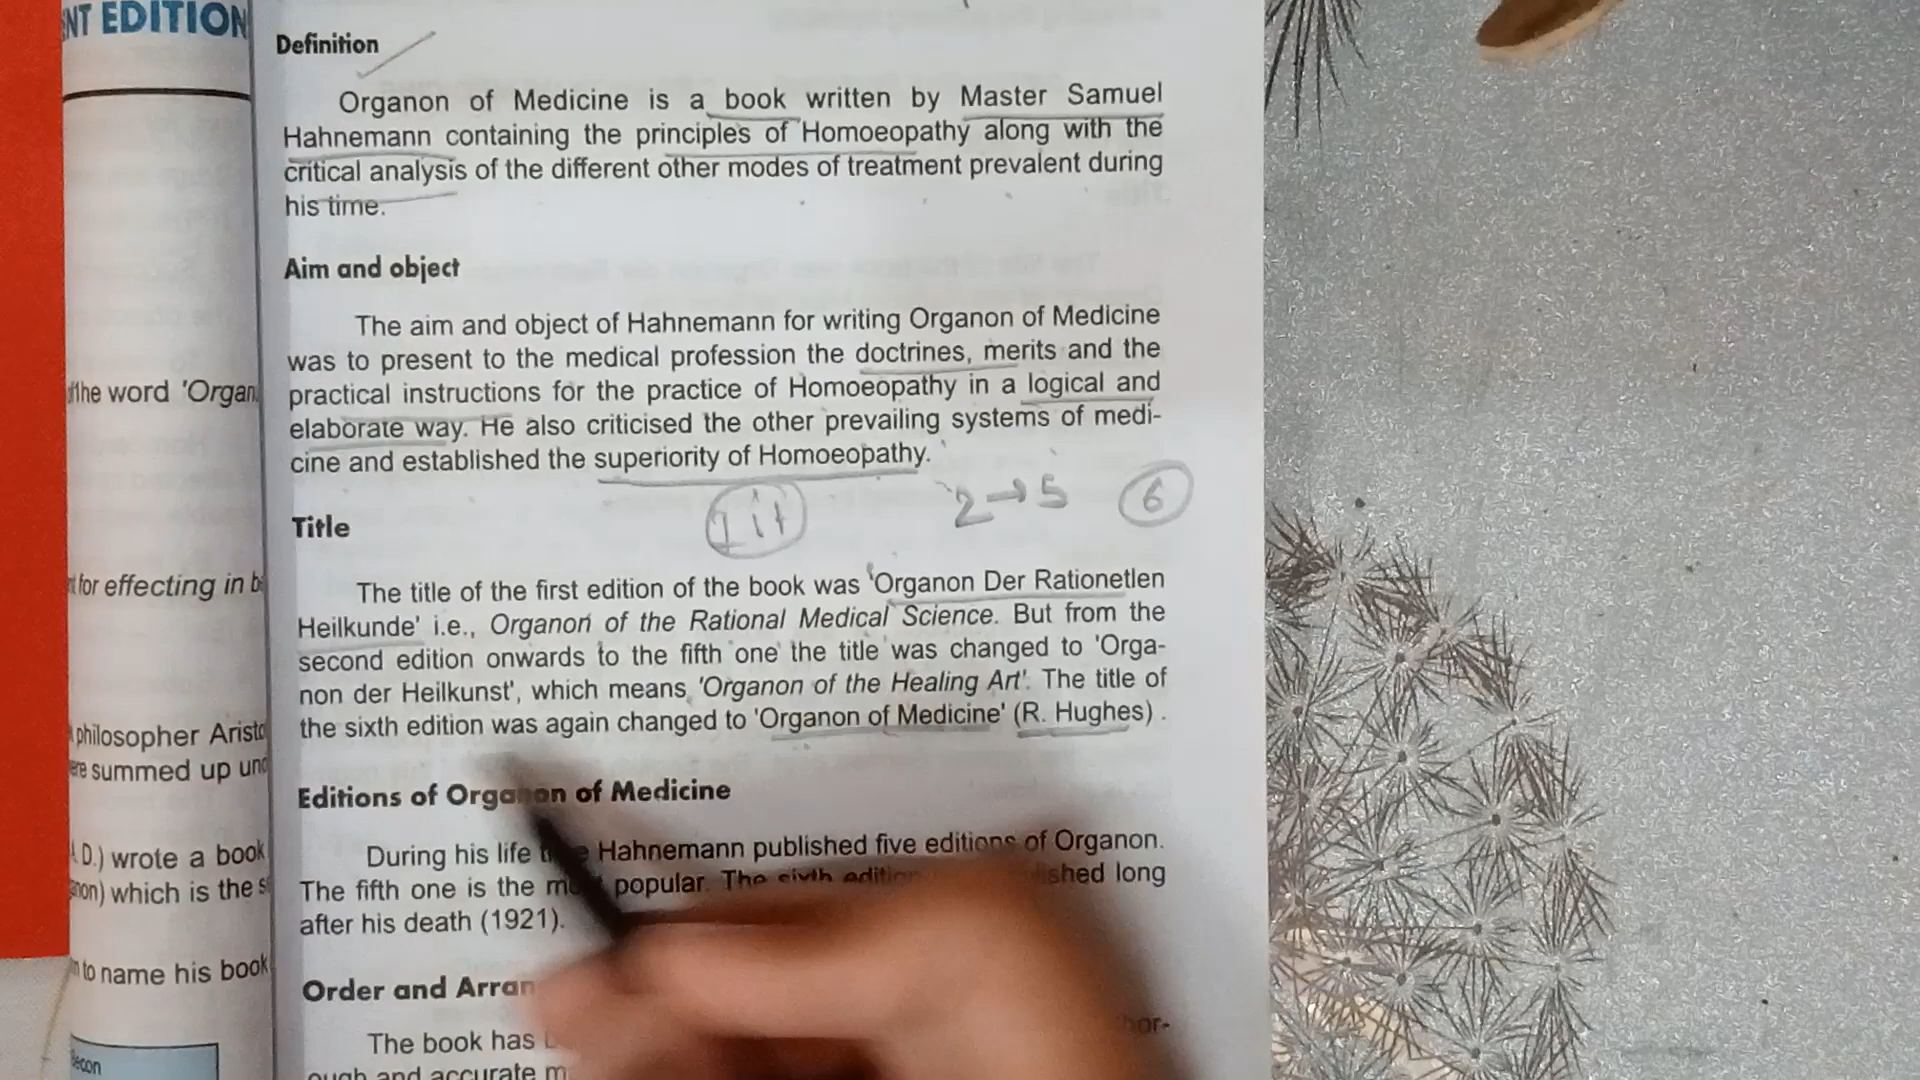 NT EDITION
the word 'Organ
for effecting in
philosopher Aristo
ere summed up und
A.D.) wrote a book
non) which is the
to name his book
Definition
Organon of Medicine is a book written by Master Samuel
Hahnemann containing the principles of Homoeopathy along with the
critical analysis of the different other modes of treatment prevalent during
his time.
Aim and object
The aim and object of Hahnemann for writing Organon of Medicine
was to present to the medical profession the doctrines, merits and the
practical instructions for the practice of Homoeopathy in a logical and
elaborate way. He also criticised the other prevailing systems of medi-
cine and established the superiority of Homoeopathy.
2→5 6
Title
The title of the first edition of the book was 'Organon Der Rationetlen
Heilkunde' i.e., Organon of the Rational Medical Science. But from the
second edition onwards to the fifth one the title was changed to 'Orga-
non der Heilkunst', which means 'Organon of the Healing Art'. The title of
the sixth edition was again changed to 'Organon of Medicine' (R. Hughes) .
Editions of Organon of Medicine
During his life Hahnemann published five editions of Organon.
The fifth one is the popular. The sixth edition long
after his death (1921).
Order and Arran
The book has
ough and accurate m